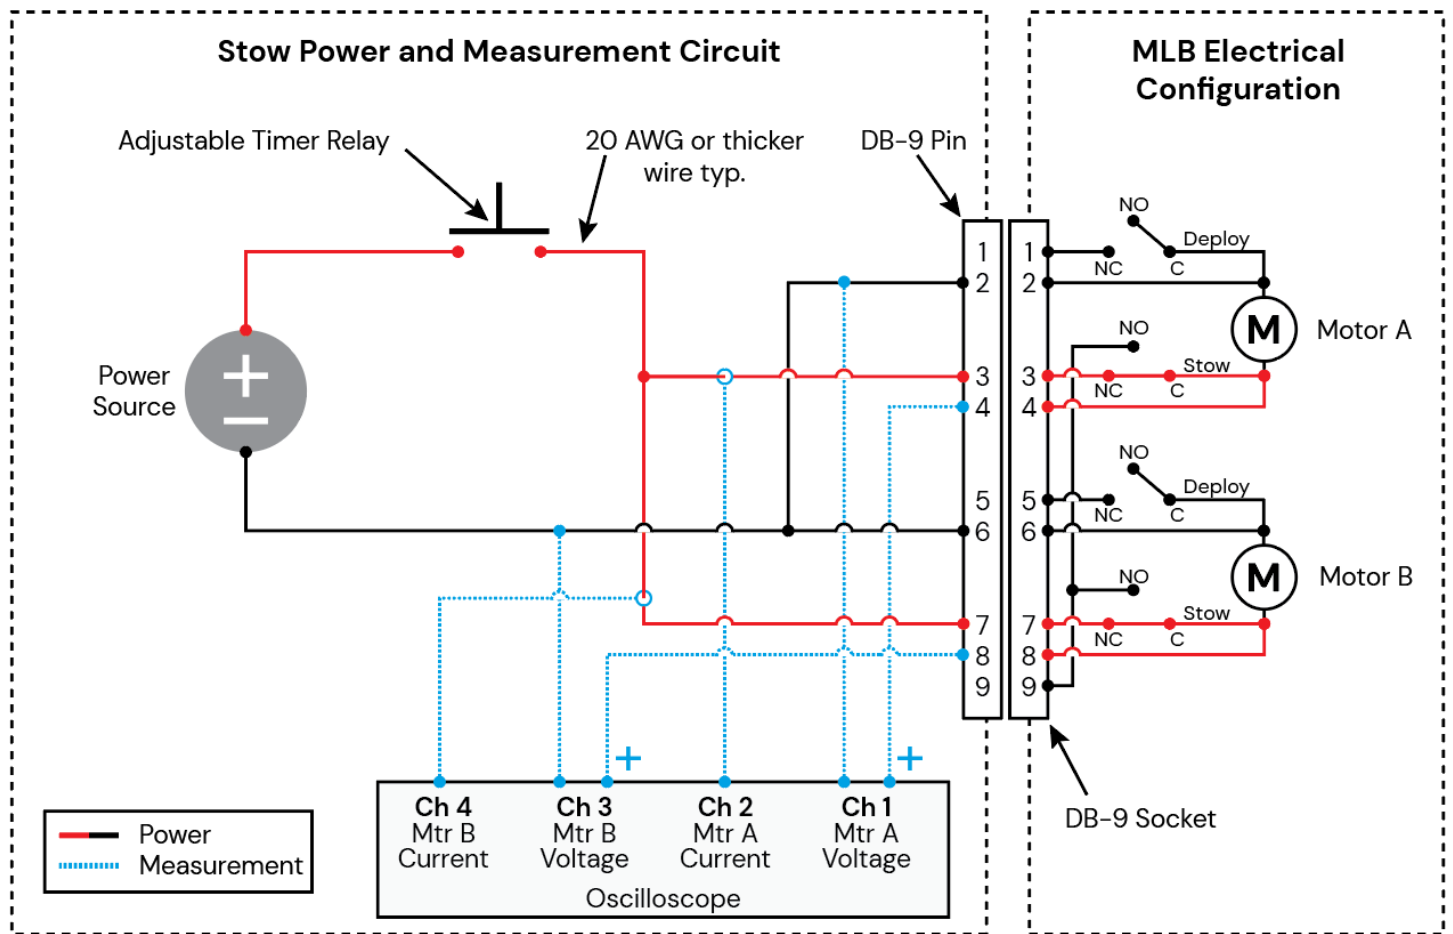 Stow Power and Measurement Circuit
MLB Electrical
Configuration
Adjustable Timer Relay
20 AWG or thicker
wire typ.
DB-9 Pin
Power
Source
+
−
1
2
3
4
5
6
7
8
9
1
2
3
4
5
6
7
8
9
NO
Deploy
NC
C
M
Motor A
NO
Stow
NC
C
NO
Deploy
NC
C
M
Motor B
NO
Stow
NC
C
DB-9 Socket
+
+
Ch 4
Mtr B
Current
Ch 3
Mtr B
Voltage
Ch 2
Mtr A
Current
Ch 1
Mtr A
Voltage
Oscilloscope
Power
Measurement